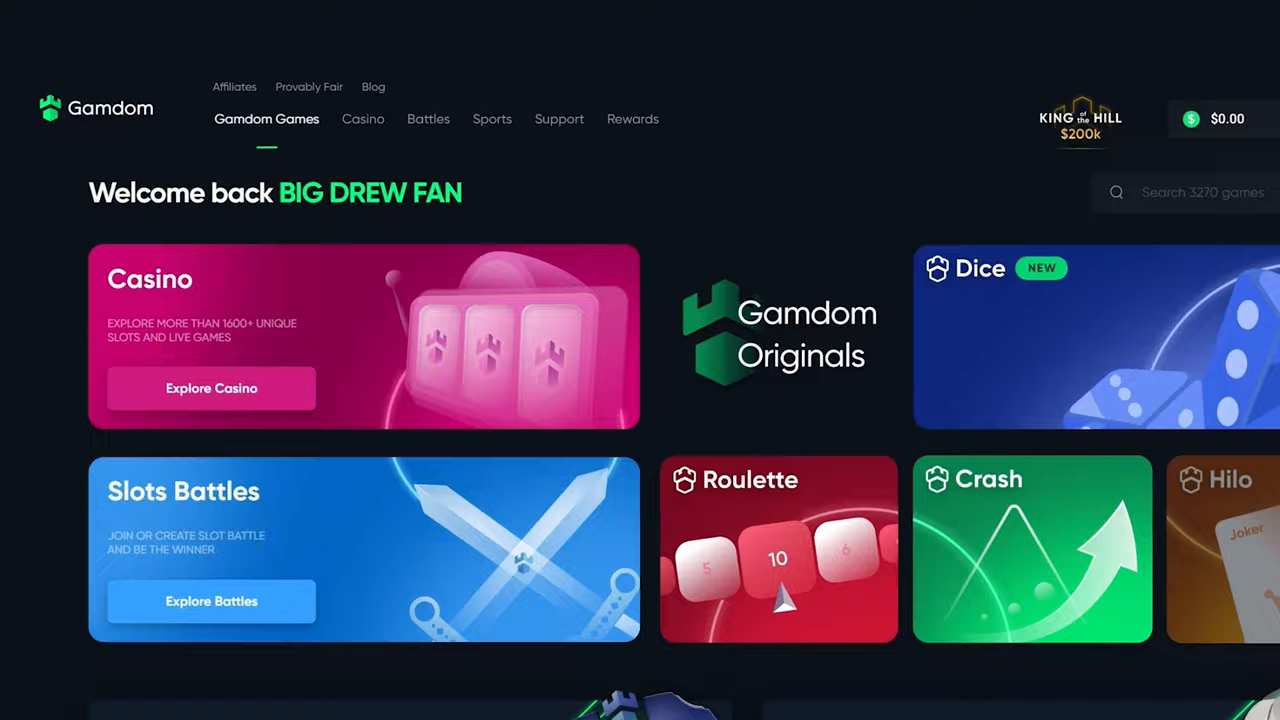 Affiliates Provably Fair Blog
Gamdom
Gamdom Games Casino Battles Sports Support Rewards
KING of the HILL
$200k
$0.00
Welcome back BIG DREW FAN
Search 3270 games
Casino
EXPLORE MORE THAN 1600+ UNIQUE
SLOTS AND LIVE GAMES
Explore Casino
Gamdom
Originals
Dice NEW
Slots Battles
JOIN OR CREATE SLOT BATTLE
AND BE THE WINNER
Explore Battles
Roulette
5 10 6
Crash
Hilo
Joker